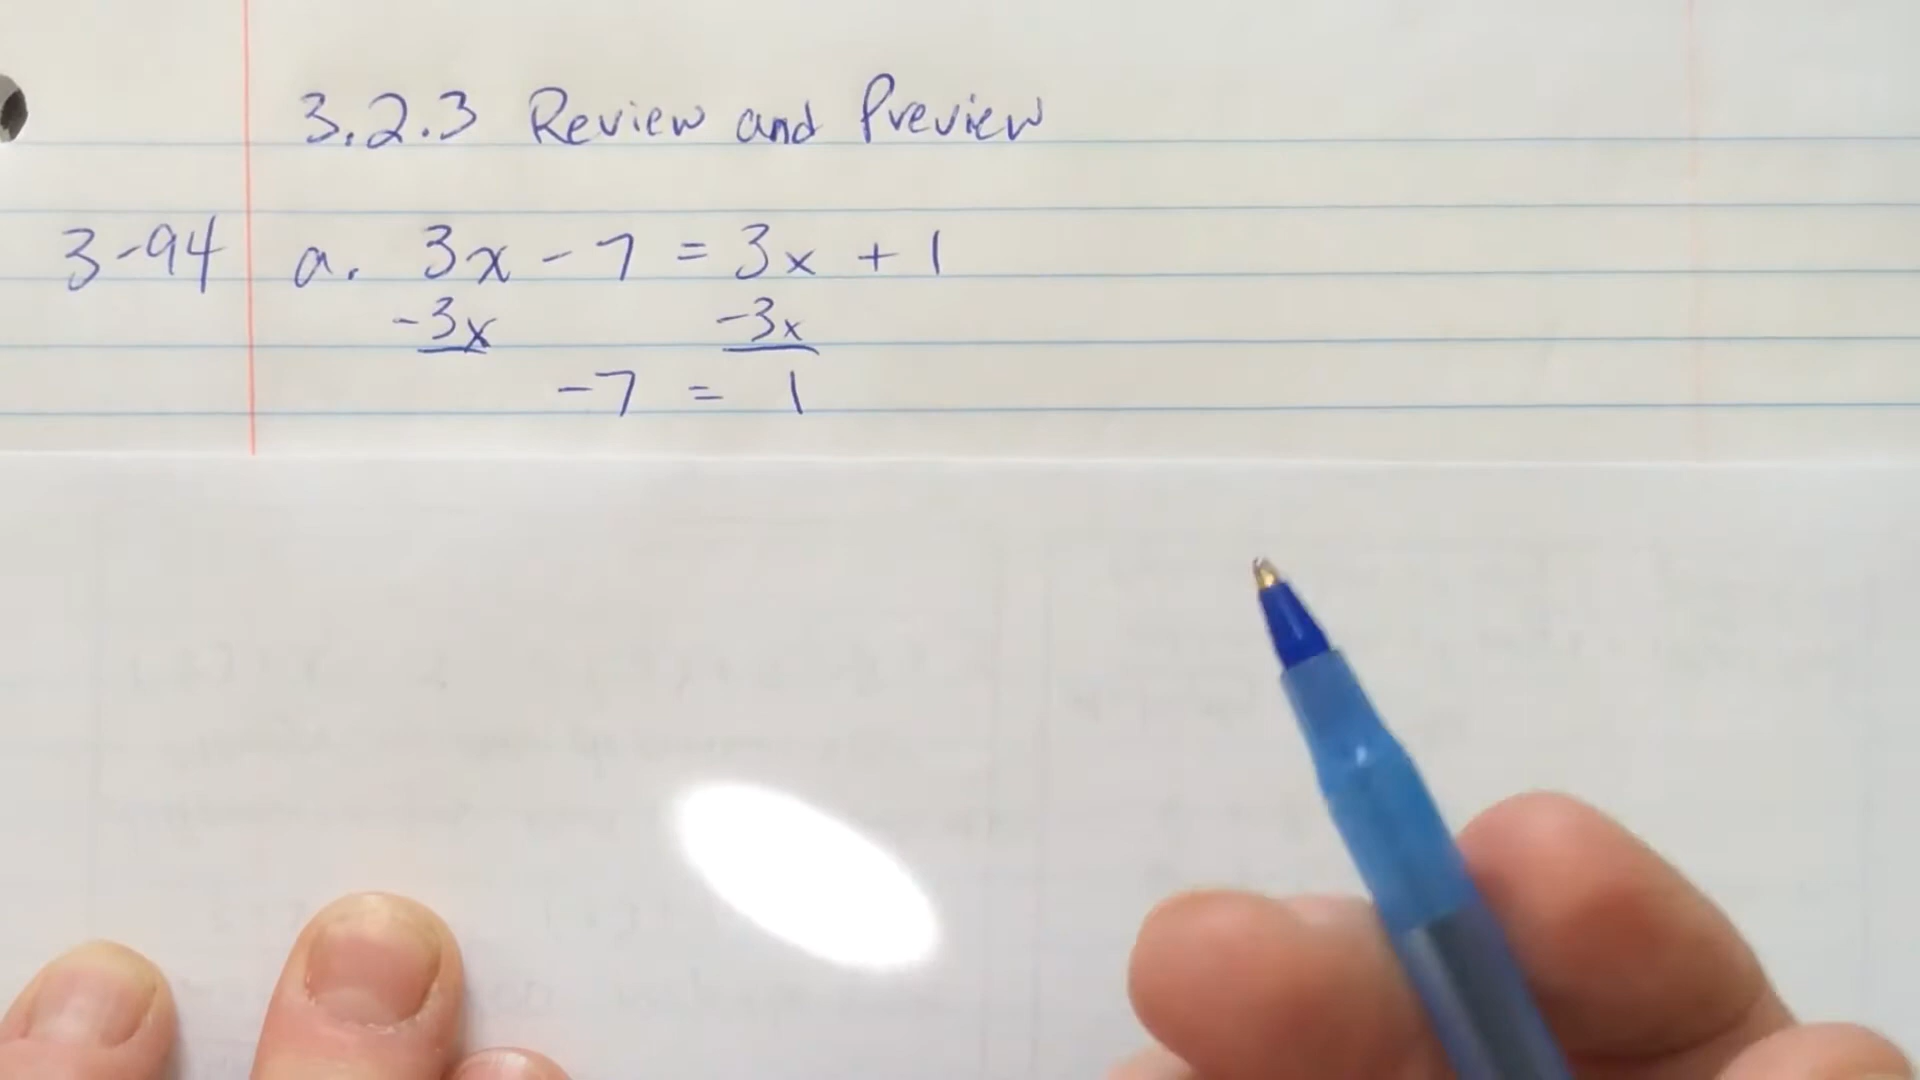 3.2.3 Review and Preview
3-94 a. 3x - 7 = 3x + 1
-3x -3x
-7 = 1